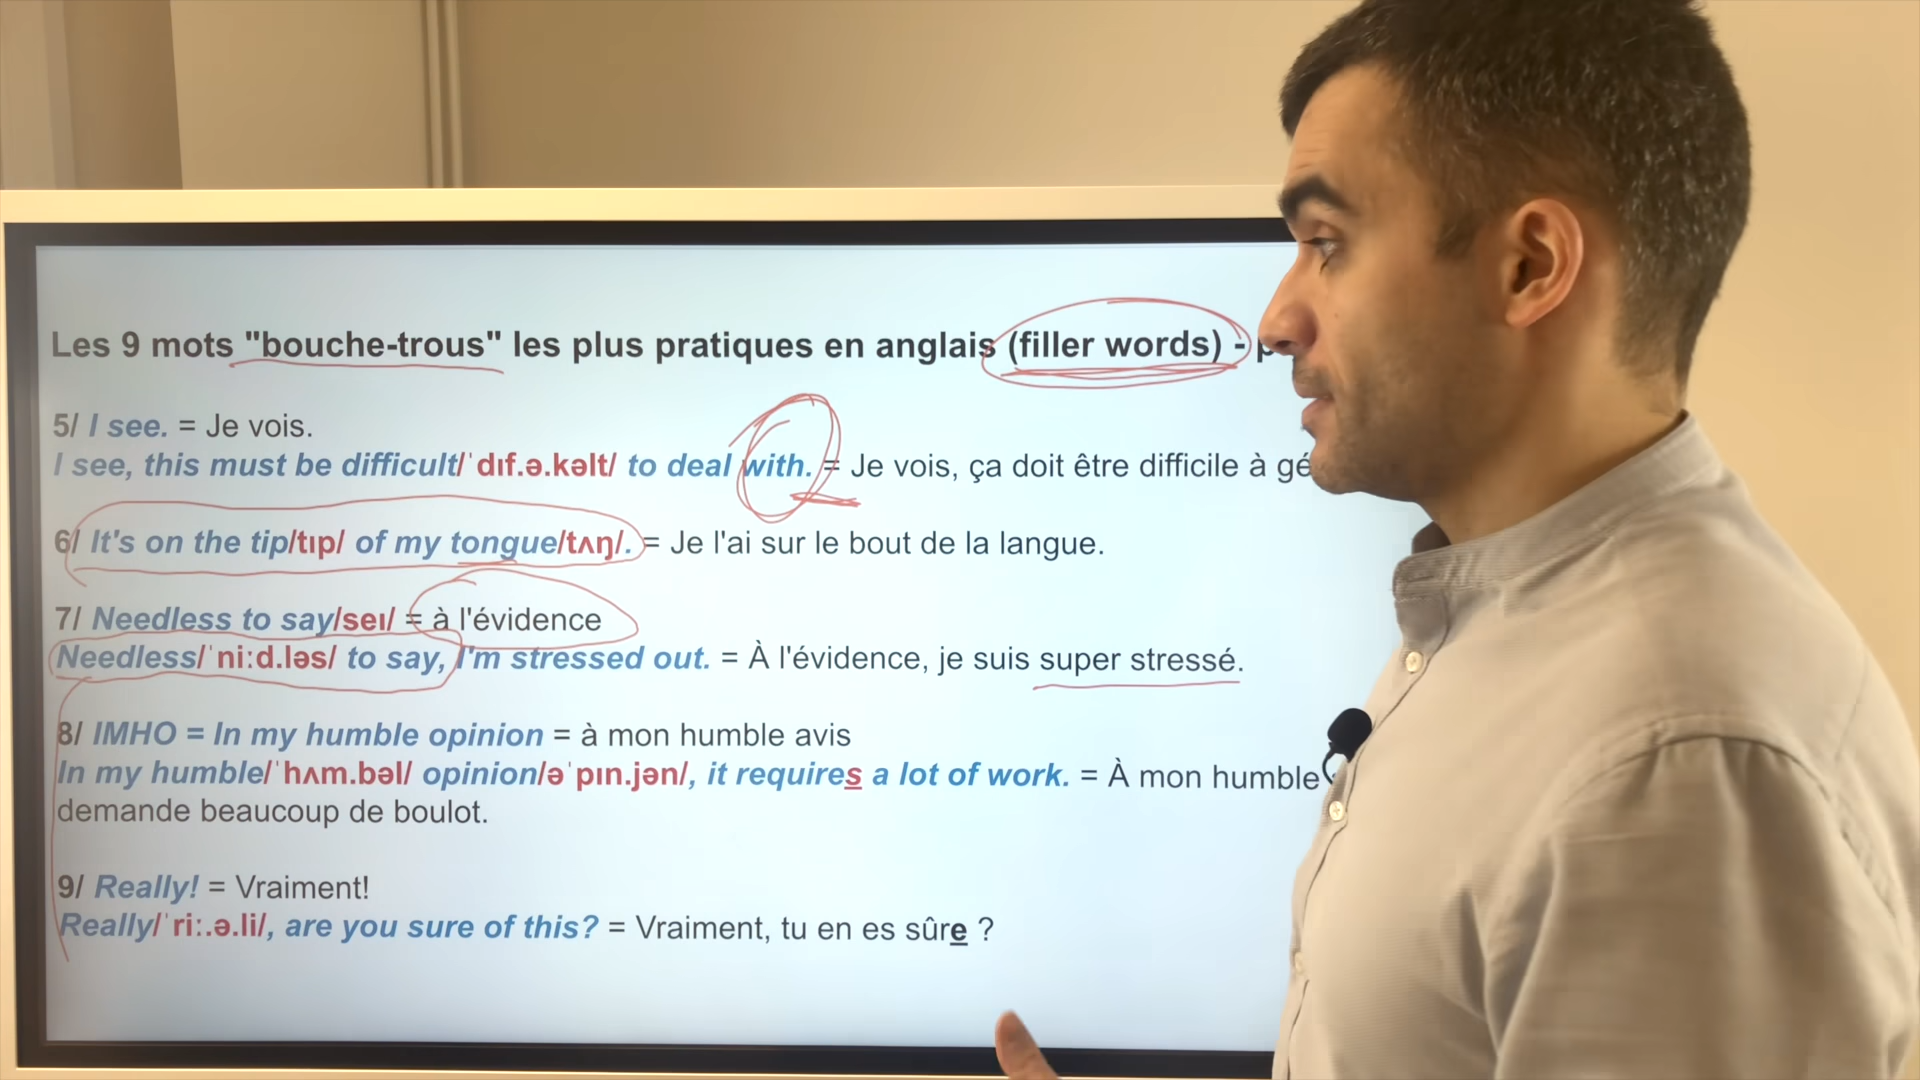 Les 9 mots "bouche-trous" les plus pratiques en anglais (filler words) -
5/ I see. = Je vois.
I see, this must be difficult/ˈdɪf.ə.kəlt/ to deal with. = Je vois, ça doit être difficile à
6/ It's on the tip/tɪp/ of my tongue/tʌŋ/. = Je l'ai sur le bout de la langue.
7/ Needless to say/seɪ/ = à l'évidence
Needless/ˈniːd.ləs/ to say, I'm stressed out. = À l'évidence, je suis super stressé.
8/ IMHO = In my humble opinion = à mon humble avis
In my humble/ˈhʌm.bəl/ opinion/əˈpɪn.jən/, it requires a lot of work. = À mon humble
demande beaucoup de boulot.
9/ Really! = Vraiment!
Really/ˈriː.ə.li/, are you sure of this? = Vraiment, tu en es sûre ?